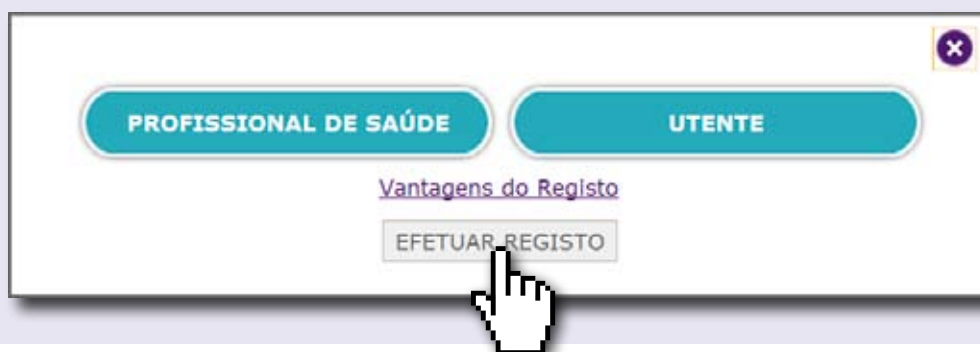 PROFISSIONAL DE SAÚDE UTENTE
Vantagens do Registo
EFETUAR REGISTO